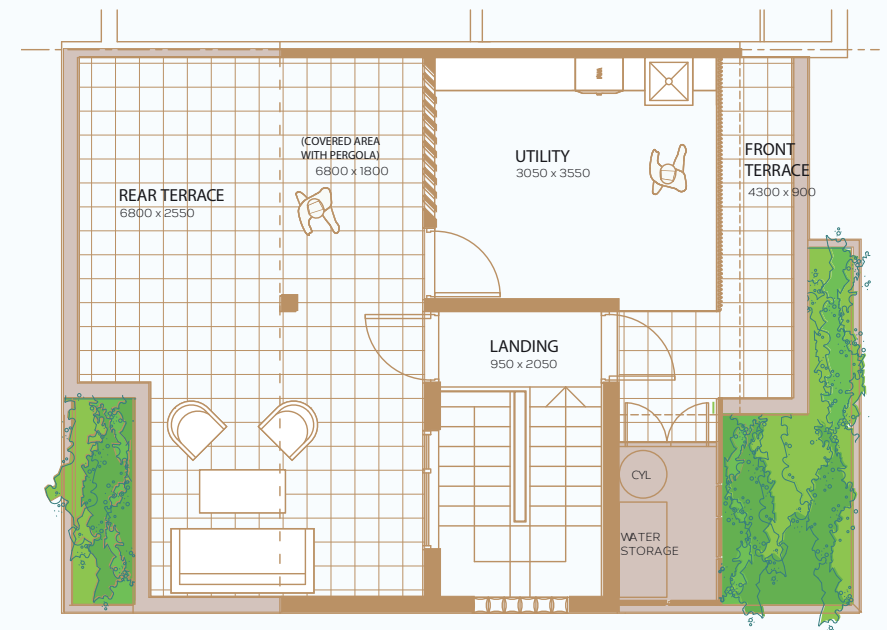 (COVERED AREA
WITH PERGOLA)
6800 x 1800
REAR TERRACE
6800 x 2550
UTILITY
3050 x 3550
FRONT
TERRACE
4300 x 900
LANDING
950 x 2050
CYL
WATER
STORAGE